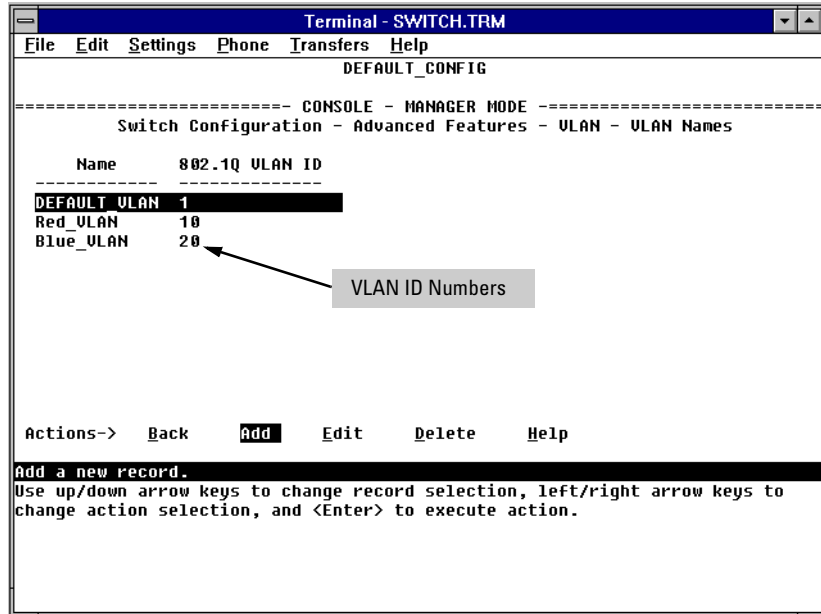 Terminal - SWITCH.TRM
File Edit Settings Phone Transfers Help
DEFAULT_CONFIG
==========================- CONSOLE - MANAGER MODE -===========================
Switch Configuration - Advanced Features - VLAN - VLAN Names
Name 802.1Q VLAN ID
------------ --------------
DEFAULT_VLAN 1
Red_VLAN 10
Blue_VLAN 20
VLAN ID Numbers
Actions-> Back Add Edit Delete Help
Add a new record.
Use up/down arrow keys to change record selection, left/right arrow keys to
change action selection, and <Enter> to execute action.